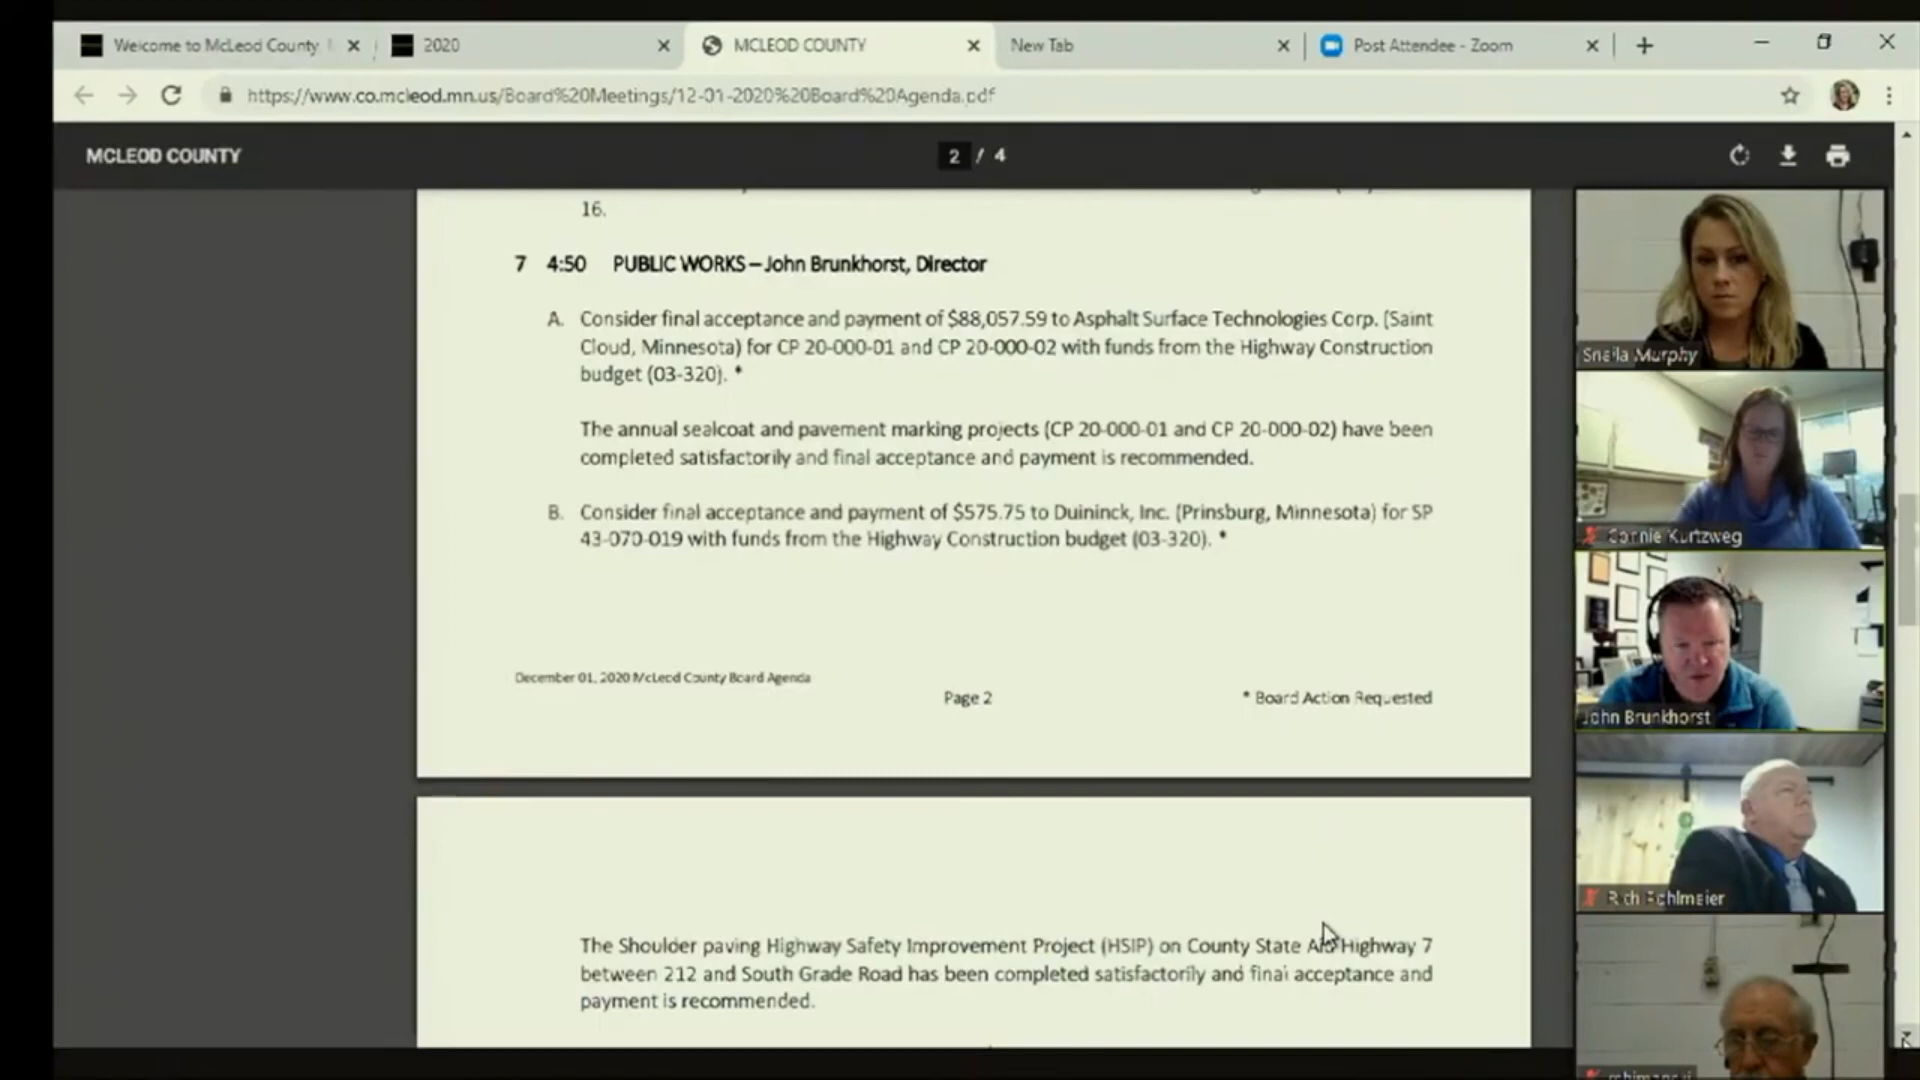 Welcome to McLeod County
2020
MCLEOD COUNTY
New Tab
Post Attendee - Zoom
https://www.co.mcleod.mn.us/Board%20Meetings/12-01-2020%20Board%20Agenda.pdf
MCLEOD COUNTY
2 / 4
16.
7 4:50 PUBLIC WORKS – John Brunkhorst, Director
A. Consider final acceptance and payment of $88,057.59 to Asphalt Surface Technologies Corp. (Saint
Cloud, Minnesota) for CP 20-000-01 and CP 20-000-02 with funds from the Highway Construction
budget (03-320). *
The annual sealcoat and pavement marking projects (CP 20-000-01 and CP 20-000-02) have been
completed satisfactorily and final acceptance and payment is recommended.
B. Consider final acceptance and payment of $575.75 to Duininck, Inc. (Prinsburg, Minnesota) for SP
43-070-019 with funds from the Highway Construction budget (03-320). *
December 01, 2020 McLeod County Board Agenda
Page 2
* Board Action Requested
The Shoulder paving Highway Safety Improvement Project (HSIP) on County State Aid Highway 7
between 212 and South Grade Road has been completed satisfactorily and final acceptance and
payment is recommended.
Sheila Murphy
Connie Kurtzweg
John Brunkhorst
Rich Pohlmeier